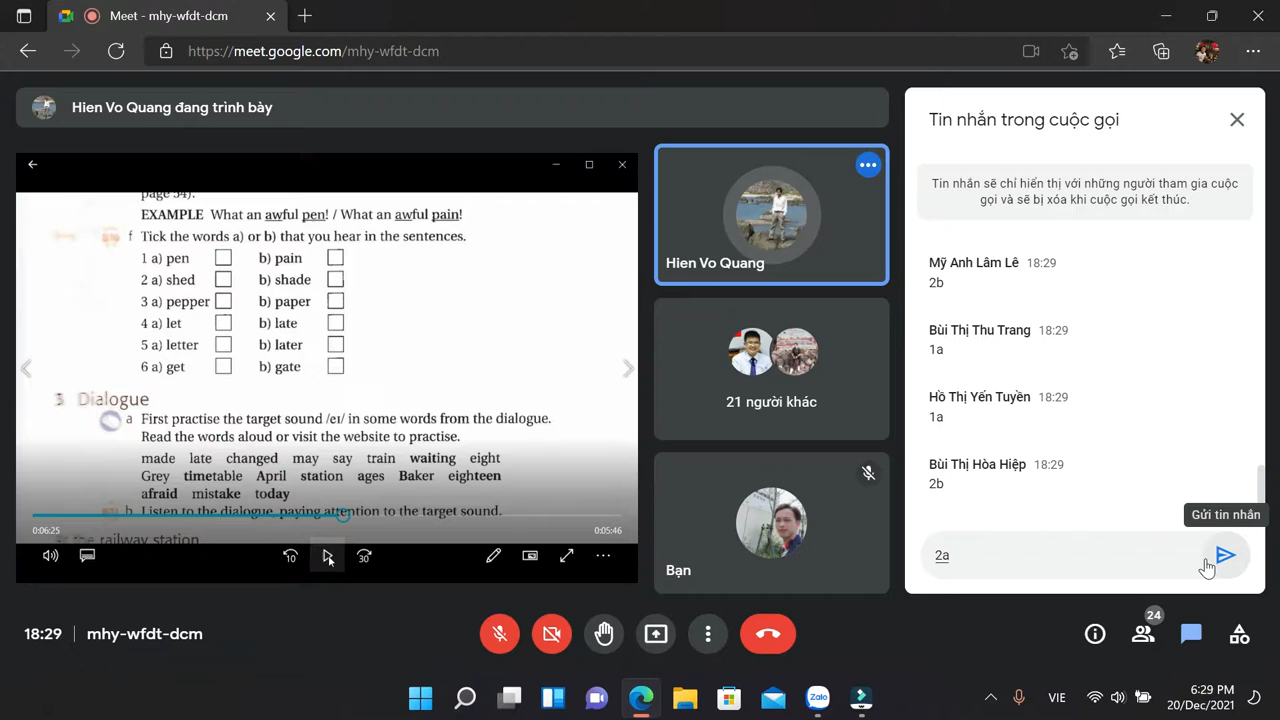 Meet - mhy-wfdt-dcm
https://meet.google.com/mhy-wfdt-dcm
Hien Vo Quang đang trình bày
page 54).
EXAMPLE What an awful pen! / What an awful pain!
f Tick the words a) or b) that you hear in the sentences.
1 a) pen b) pain
2 a) shed b) shade
3 a) pepper b) paper
4 a) let b) late
5 a) letter b) later
6 a) get b) gate
3 Dialogue
a First practise the target sound /eɪ/ in some words from the dialogue.
Read the words aloud or visit the website to practise.
made late changed may say train waiting eight
Grey timetable April station ages Baker eighteen
afraid mistake today
b Listen to the dialogue, paying attention to the target sound.
the railway station
0:06:25
0:05:46
10
30
Hien Vo Quang
21 người khác
Bạn
Tin nhắn trong cuộc gọi
Tin nhắn sẽ chỉ hiển thị với những người tham gia cuộc
gọi và sẽ bị xóa khi cuộc gọi kết thúc.
Mỹ Anh Lâm Lê 18:29
2b
Bùi Thị Thu Trang 18:29
1a
Hồ Thị Yến Tuyền 18:29
1a
Bùi Thị Hòa Hiệp 18:29
2b
Gửi tin nhắn
2a
18:29 | mhy-wfdt-dcm
24
Zalo
VIE
6:29 PM
20/Dec/2021